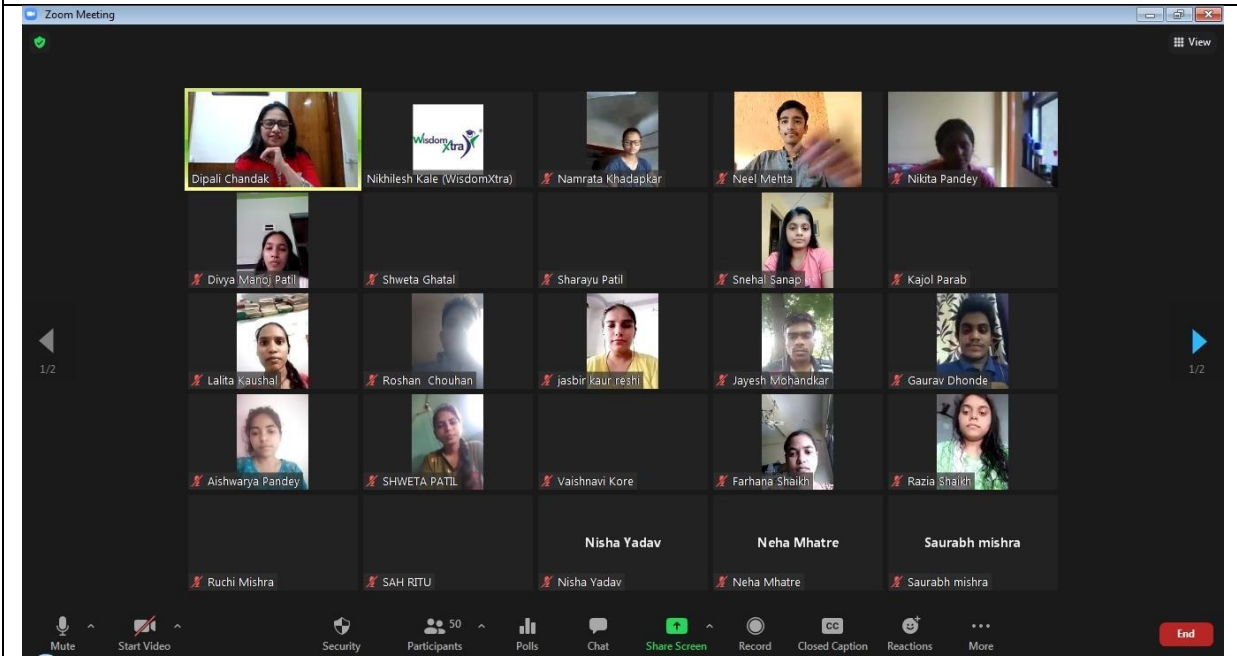 Zoom Meeting
View
Wisdom Xtra
Dipali Chandak
Nikhilesh Kale (WisdomXtra)
Namrata Khadapkar
Neel Mehta
Nikita Pandey
Divya Manoj Patil
Shweta Ghatal
Sharayu Patil
Snehal Sanap
Kajol Parab
Lalita Kaushal
Roshan Chouhan
jasbir kaur reshi
Jayesh Mohandkar
Gaurav Dhonde
1/2
1/2
Aishwarya Pandey
SHWETA PATIL
Vaishnavi Kore
Farhana Shaikh
Razia Shaikh
Nisha Yadav
Neha Mhatre
Saurabh mishra
Ruchi Mishra
SAH RITU
Nisha Yadav
Neha Mhatre
Saurabh mishra
Mute
Start Video
Security
50
Participants
Polls
Chat
Share Screen
Record
CC
Closed Caption
Reactions
More
End